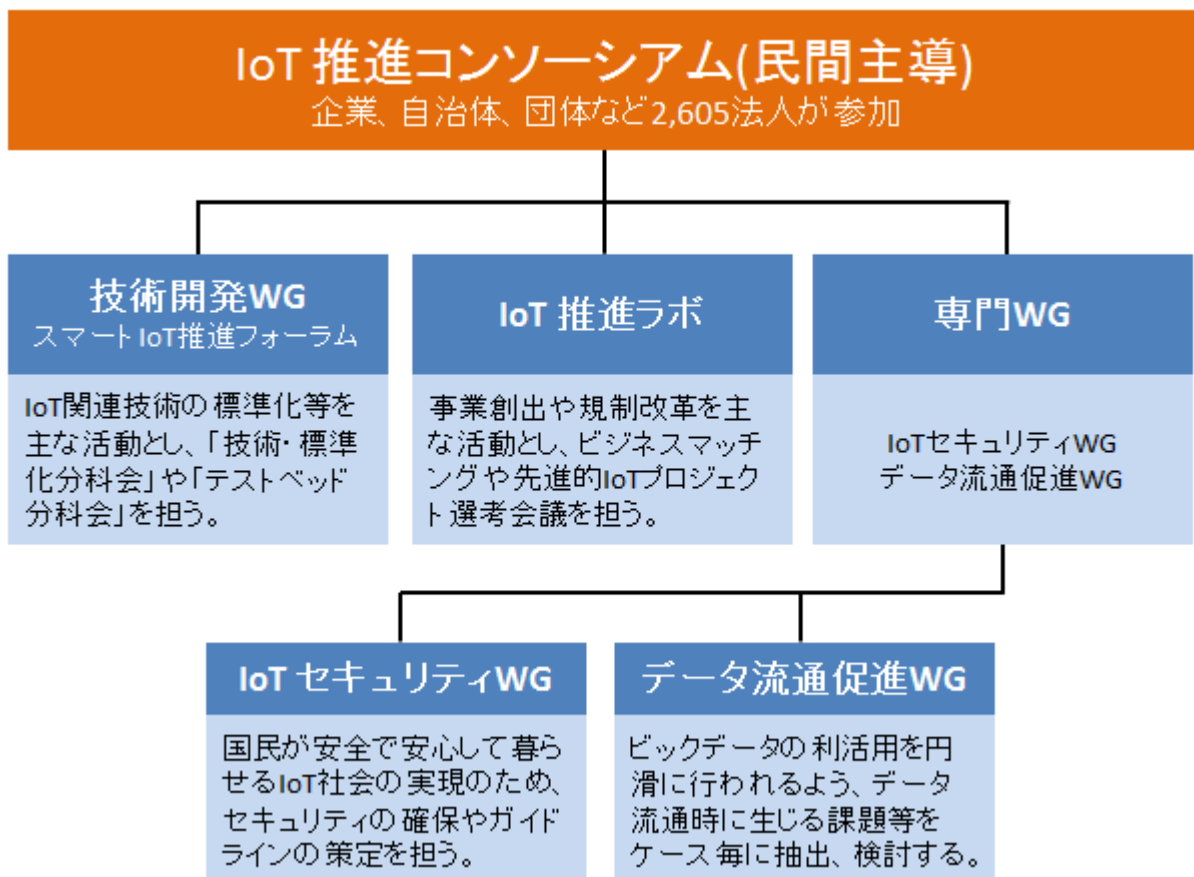 IoT 推進コンソーシアム(民間主導)
企業、自治体、団体など2,605法人が参加
技術開発WG
スマートIoT推進フォーラム
IoT関連技術の標準化等を
主な活動とし、「技術・標準
化分科会」や「テストベッド
分科会」を担う。
IoT 推進ラボ
事業創出や規制改革を主
な活動とし、ビジネスマッチ
ングや先進的IoTプロジェク
ト選考会議を担う。
専門WG
IoTセキュリティWG
データ流通促進WG
IoT セキュリティWG
国民が安全で安心して暮ら
せるIoT社会の実現のため、
セキュリティの確保やガイド
ラインの策定を担う。
データ流通促進WG
ビックデータの利活用を円
滑に行われるよう、データ
流通時に生じる課題等を
ケース毎に抽出、検討する。